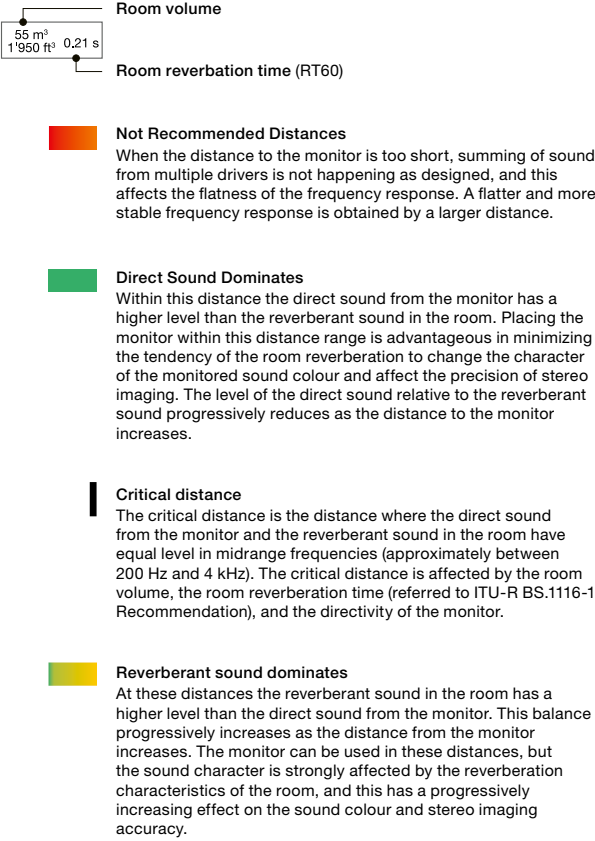 Room volume
55 m³
1'950 ft³ 0.21 s
Room reverbation time (RT60)
Not Recommended Distances
When the distance to the monitor is too short, summing of sound
from multiple drivers is not happening as designed, and this
affects the flatness of the frequency response. A flatter and more
stable frequency response is obtained by a larger distance.
Direct Sound Dominates
Within this distance the direct sound from the monitor has a
higher level than the reverberant sound in the room. Placing the
monitor within this distance range is advantageous in minimizing
the tendency of the room reverberation to change the character
of the monitored sound colour and affect the precision of stereo
imaging. The level of the direct sound relative to the reverberant
sound progressively reduces as the distance to the monitor
increases.
Critical distance
The critical distance is the distance where the direct sound
from the monitor and the reverberant sound in the room have
equal level in midrange frequencies (approximately between
200 Hz and 4 kHz). The critical distance is affected by the room
volume, the room reverberation time (referred to ITU-R BS.1116-1
Recommendation), and the directivity of the monitor.
Reverberant sound dominates
At these distances the reverberant sound in the room has a
higher level than the direct sound from the monitor. This balance
progressively increases as the distance from the monitor
increases. The monitor can be used in these distances, but
the sound character is strongly affected by the reverberation
characteristics of the room, and this has a progressively
increasing effect on the sound colour and stereo imaging
accuracy.